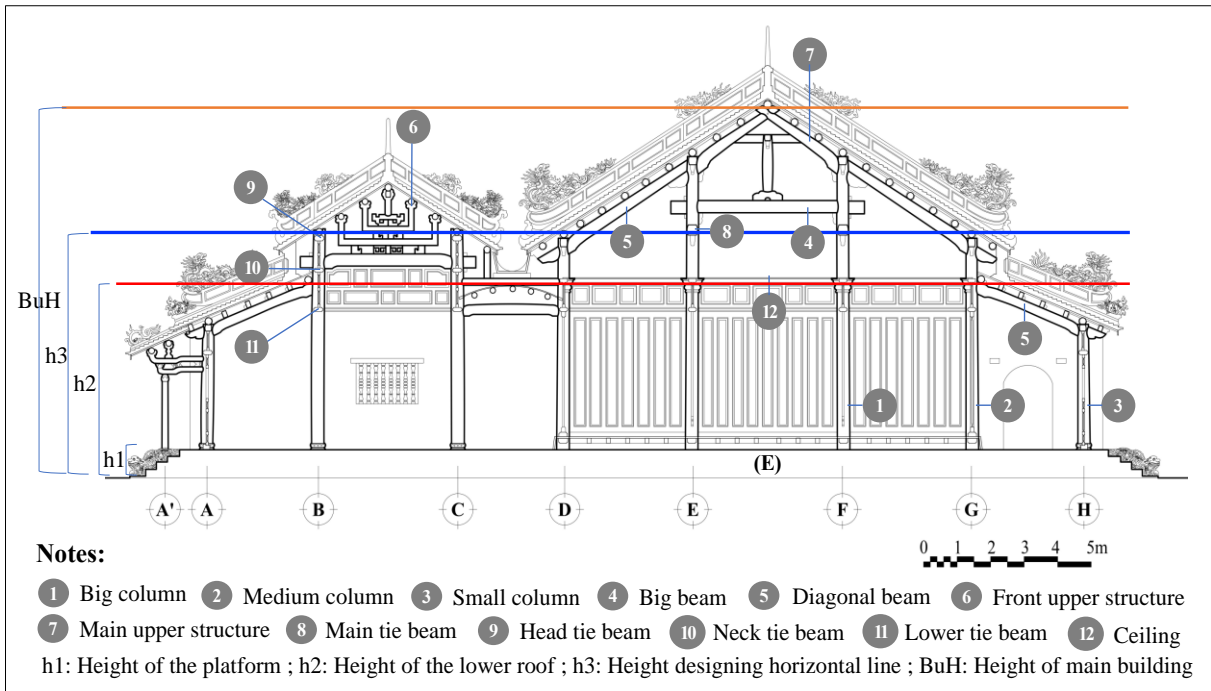 7
6
9
8
4
5
BuH
10
12
h3
5
11
h2
1
2
3
h1
(E)
A' A B C D E F G H
0 1 2 3 4 5m
Notes:
1 Big column 2 Medium column 3 Small column 4 Big beam 5 Diagonal beam 6 Front upper structure
7 Main upper structure 8 Main tie beam 9 Head tie beam 10 Neck tie beam 11 Lower tie beam 12 Ceiling
h1: Height of the platform ; h2: Height of the lower roof ; h3: Height designing horizontal line ; BuH: Height of main building